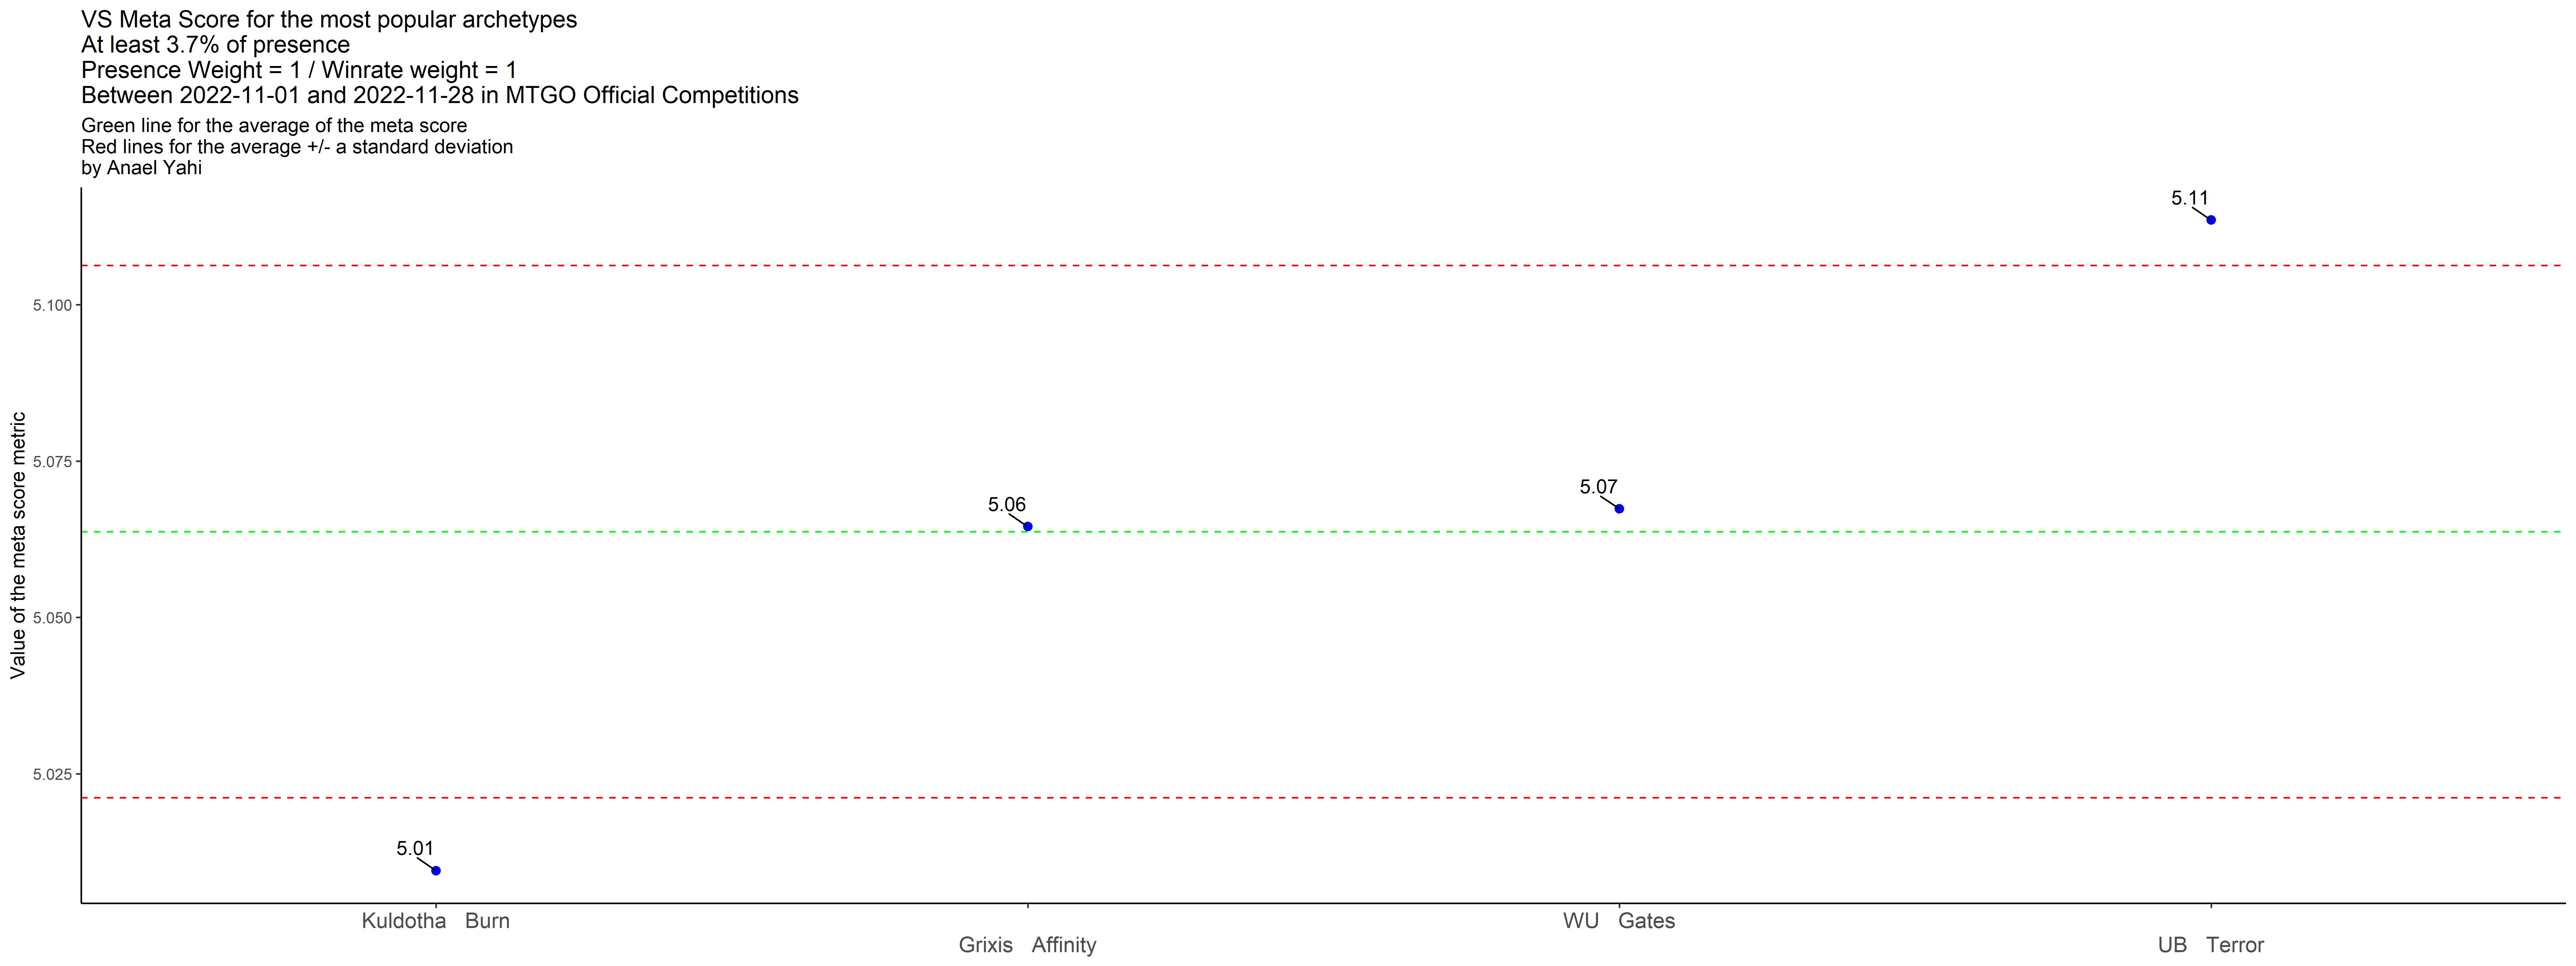 VS Meta Score for the most popular archetypes
At least 3.7% of presence
Presence Weight = 1 / Winrate weight = 1
Between 2022-11-01 and 2022-11-28 in MTGO Official Competitions
Green line for the average of the meta score
Red lines for the average +/- a standard deviation
by Anael Yahi
5.11
5.100
5.075
5.07
5.06
5.050
5.025
5.01
Value of the meta score metric
Kuldotha Burn
WU Gates
Grixis Affinity
UB Terror